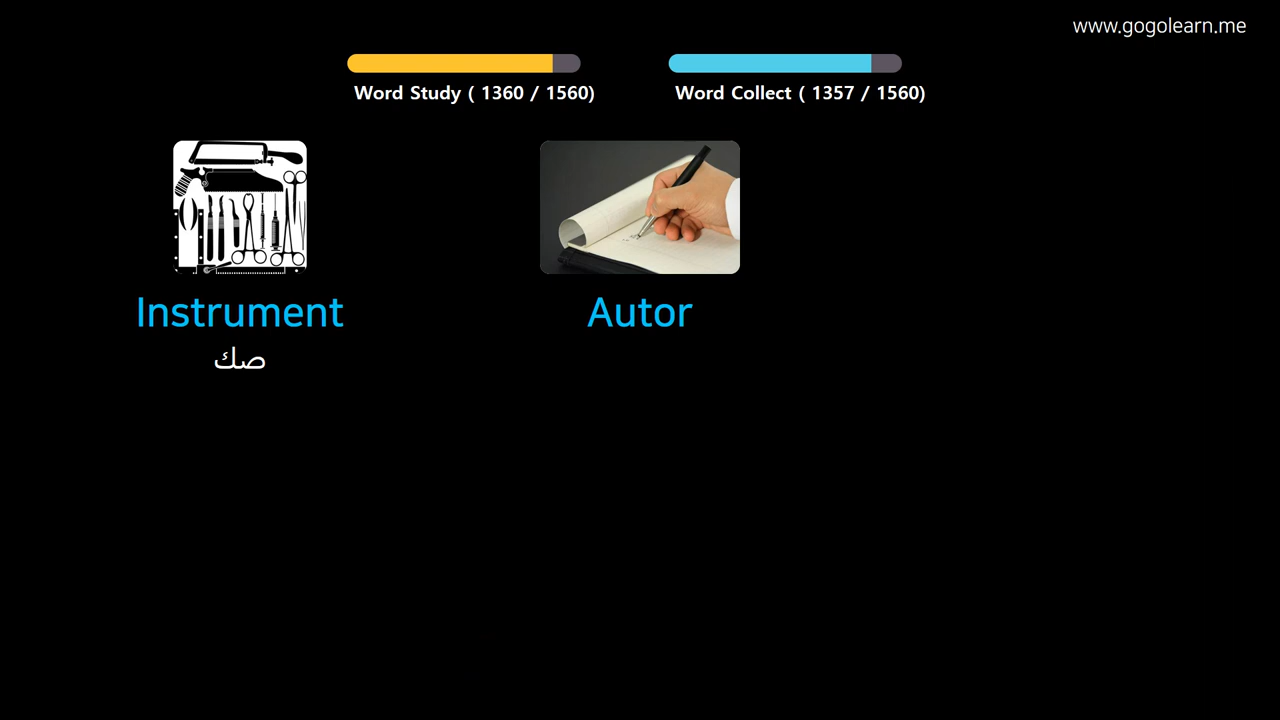 www.gogolearn.me
Word Study ( 1360 / 1560)
Word Collect ( 1357 / 1560)
Instrument
صك
Autor